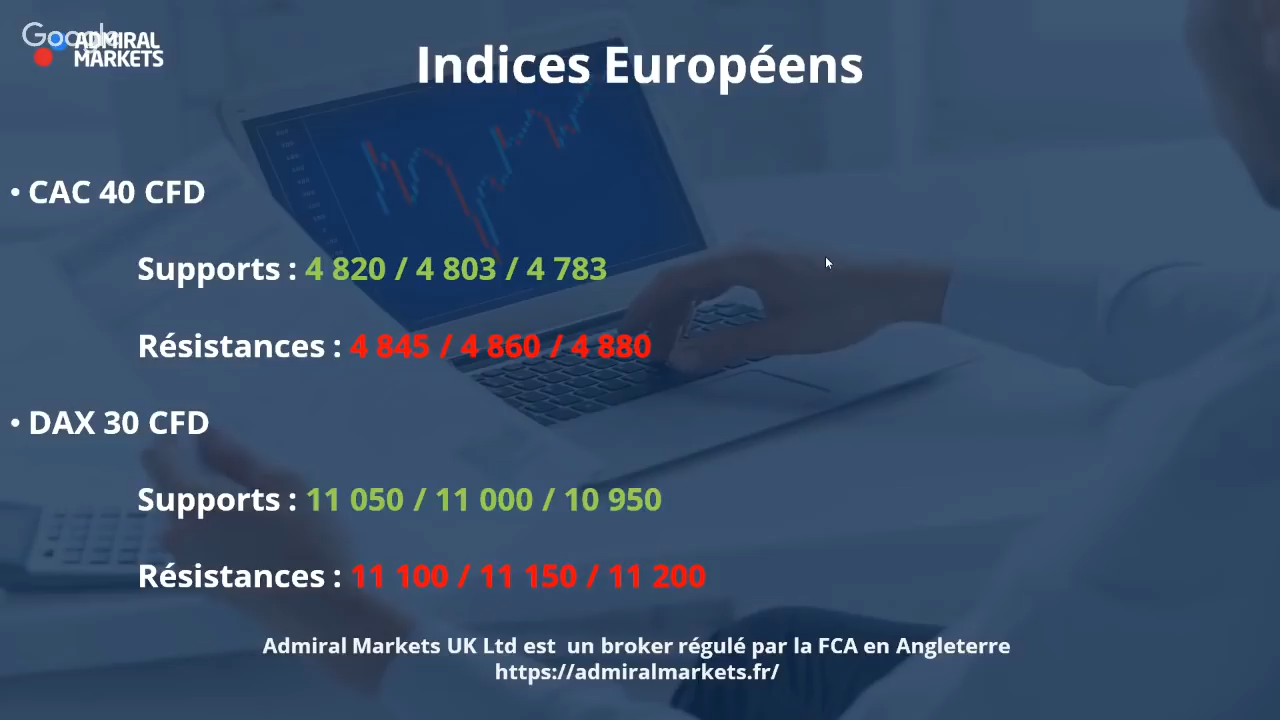 Google
ADMIRAL
MARKETS
Indices Européens
• CAC 40 CFD
Supports : 4 820 / 4 803 / 4 783
Résistances : 4 845 / 4 860 / 4 880
• DAX 30 CFD
Supports : 11 050 / 11 000 / 10 950
Résistances : 11 100 / 11 150 / 11 200
Admiral Markets UK Ltd est  un broker régulé par la FCA en Angleterre
https://admiralmarkets.fr/